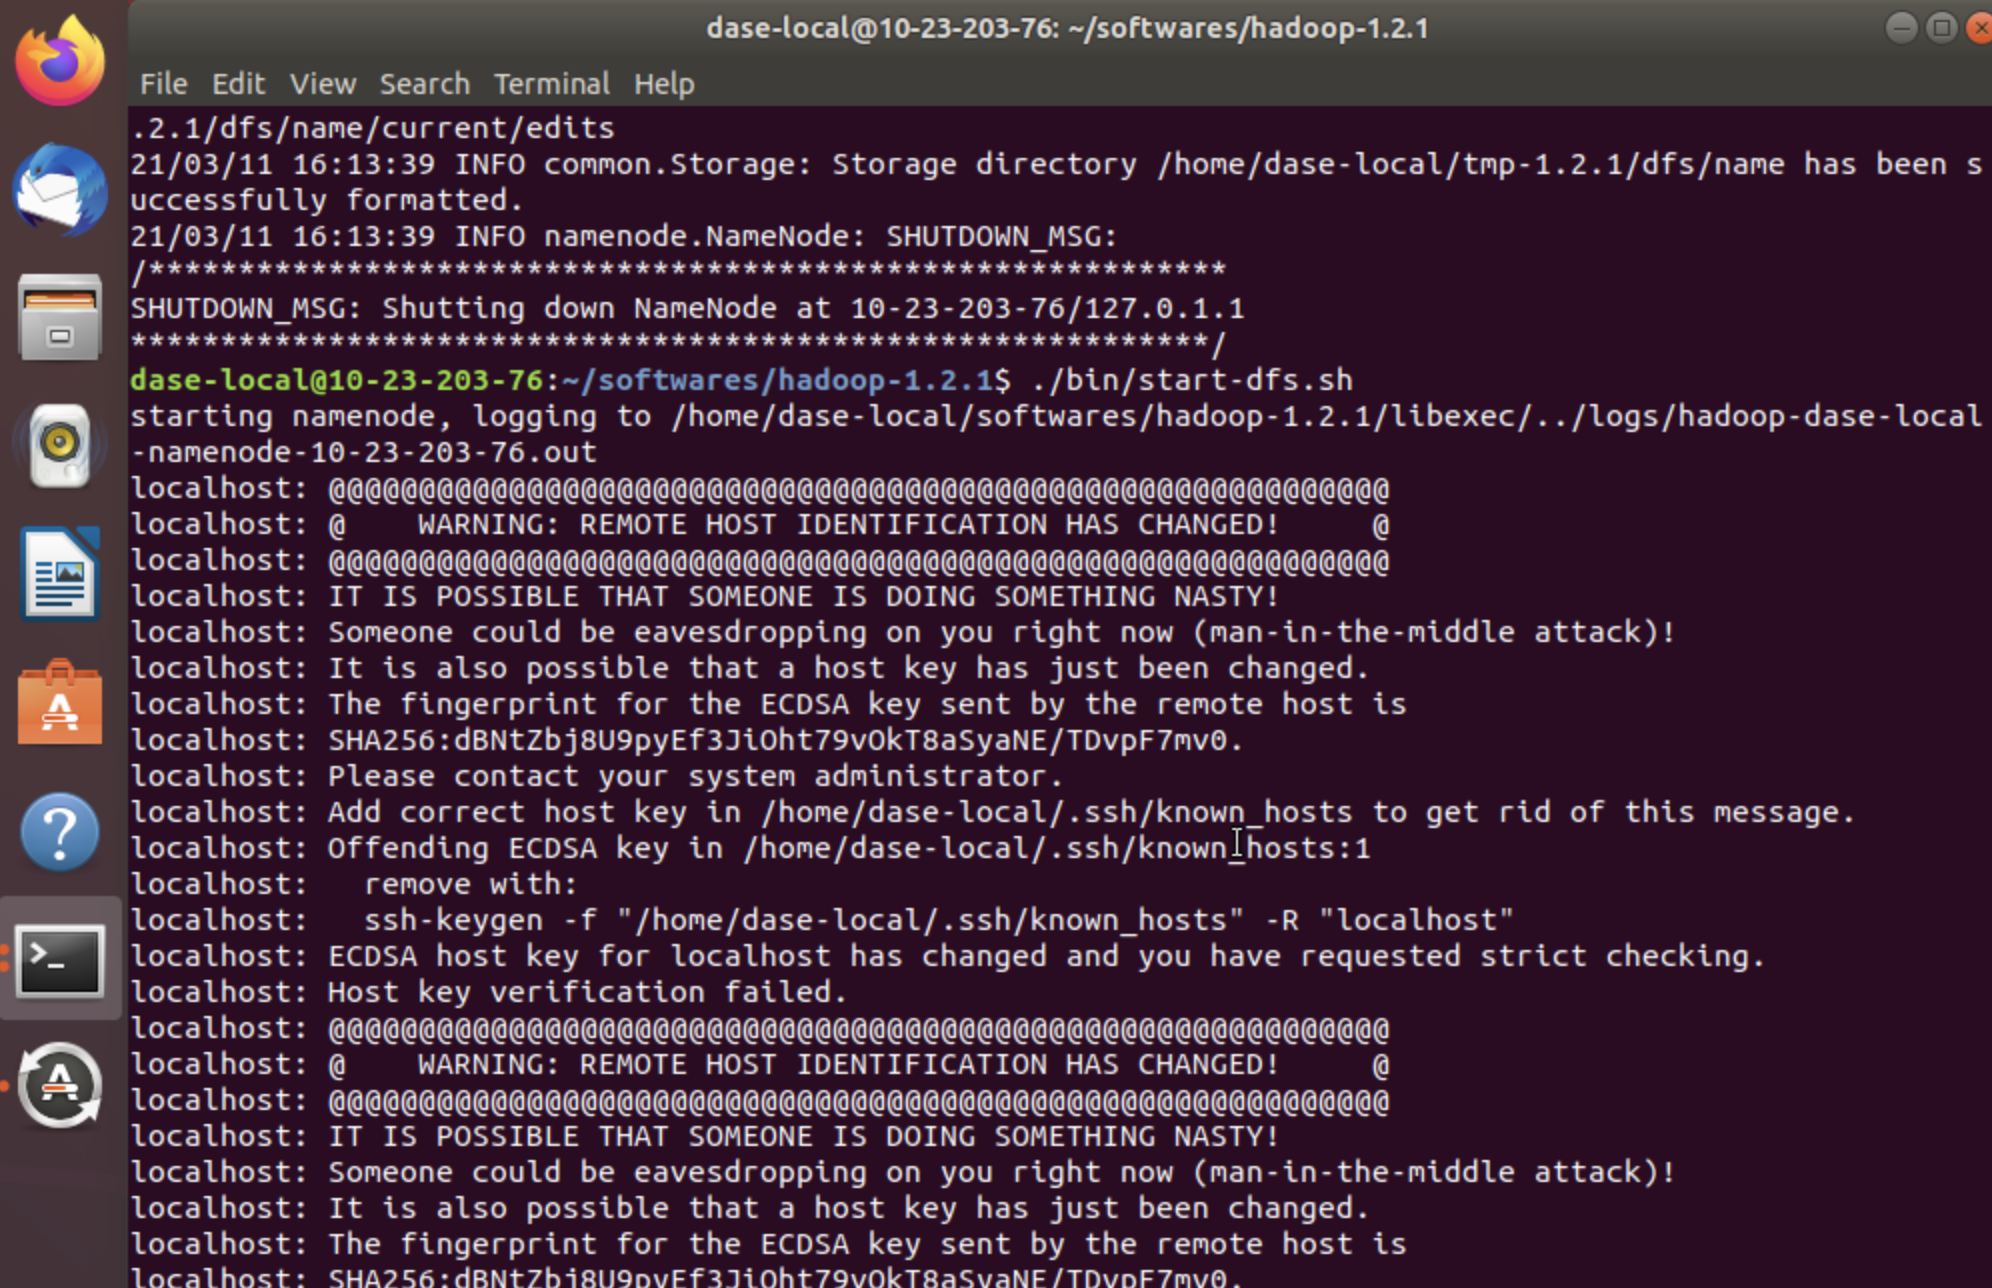 dase-local@10-23-203-76: ~/softwares/hadoop-1.2.1
File Edit View Search Terminal Help
.2.1/dfs/name/current/edits
21/03/11 16:13:39 INFO common.Storage: Storage directory /home/dase-local/tmp-1.2.1/dfs/name has been s
uccessfully formatted.
21/03/11 16:13:39 INFO namenode.NameNode: SHUTDOWN_MSG:
/************************************************************
SHUTDOWN_MSG: Shutting down NameNode at 10-23-203-76/127.0.1.1
************************************************************/
dase-local@10-23-203-76:~/softwares/hadoop-1.2.1$ ./bin/start-dfs.sh
starting namenode, logging to /home/dase-local/softwares/hadoop-1.2.1/libexec/../logs/hadoop-dase-local
-namenode-10-23-203-76.out
localhost: @@@@@@@@@@@@@@@@@@@@@@@@@@@@@@@@@@@@@@@@@@@@@@@@@@@@@@@@@@@
localhost: @    WARNING: REMOTE HOST IDENTIFICATION HAS CHANGED!     @
localhost: @@@@@@@@@@@@@@@@@@@@@@@@@@@@@@@@@@@@@@@@@@@@@@@@@@@@@@@@@@@
localhost: IT IS POSSIBLE THAT SOMEONE IS DOING SOMETHING NASTY!
localhost: Someone could be eavesdropping on you right now (man-in-the-middle attack)!
localhost: It is also possible that a host key has just been changed.
localhost: The fingerprint for the ECDSA key sent by the remote host is
localhost: SHA256:dBNtZbj8U9pyEf3JiOht79vOkT8aSyaNE/TDvpF7mv0.
localhost: Please contact your system administrator.
localhost: Add correct host key in /home/dase-local/.ssh/known_hosts to get rid of this message.
localhost: Offending ECDSA key in /home/dase-local/.ssh/known_hosts:1
localhost:   remove with:
localhost:   ssh-keygen -f "/home/dase-local/.ssh/known_hosts" -R "localhost"
localhost: ECDSA host key for localhost has changed and you have requested strict checking.
localhost: Host key verification failed.
localhost: @@@@@@@@@@@@@@@@@@@@@@@@@@@@@@@@@@@@@@@@@@@@@@@@@@@@@@@@@@@
localhost: @    WARNING: REMOTE HOST IDENTIFICATION HAS CHANGED!     @
localhost: @@@@@@@@@@@@@@@@@@@@@@@@@@@@@@@@@@@@@@@@@@@@@@@@@@@@@@@@@@@
localhost: IT IS POSSIBLE THAT SOMEONE IS DOING SOMETHING NASTY!
localhost: Someone could be eavesdropping on you right now (man-in-the-middle attack)!
localhost: It is also possible that a host key has just been changed.
localhost: The fingerprint for the ECDSA key sent by the remote host is
localhost: SHA256:dBNtZbj8U9pyEf3JiOht79vOkT8aSyaNE/TDvpF7mv0.